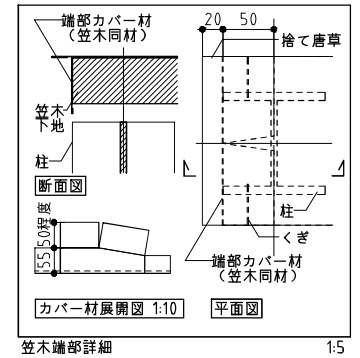 端部カバー材
(笠木同材)
20 50
捨て唐草
笠木
下地
柱
断面図
柱
くぎ
端部カバー材
(笠木同材)
50程度
55
カバー材展開図 1:10
平面図
笠木端部詳細 1:5